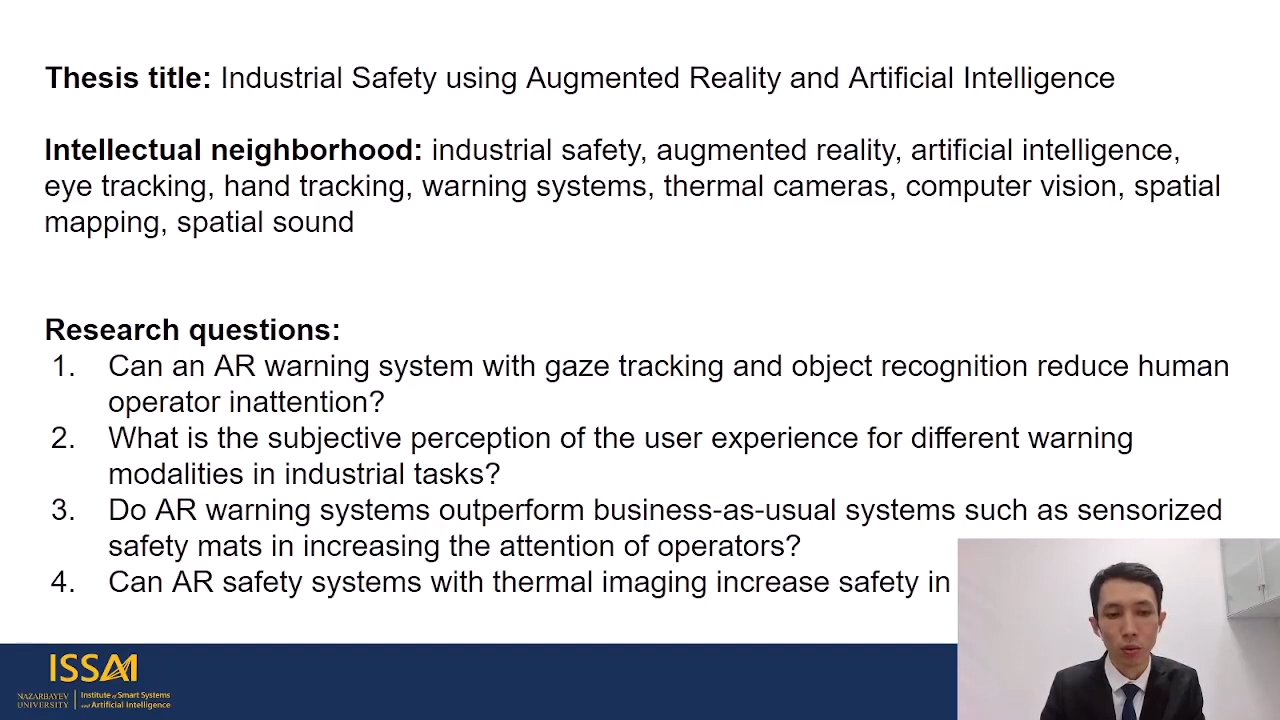 Thesis title: Industrial Safety using Augmented Reality and Artificial Intelligence
Intellectual neighborhood: industrial safety, augmented reality, artificial intelligence,
eye tracking, hand tracking, warning systems, thermal cameras, computer vision, spatial
mapping, spatial sound
Research questions:
1. Can an AR warning system with gaze tracking and object recognition reduce human
operator inattention?
2. What is the subjective perception of the user experience for different warning
modalities in industrial tasks?
3. Do AR warning systems outperform business-as-usual systems such as sensorized
safety mats in increasing the attention of operators?
4. Can AR safety systems with thermal imaging increase safety in
ISSAI
NAZARBAYEV
UNIVERSITY
Institute of Smart Systems
and Artificial Intelligence